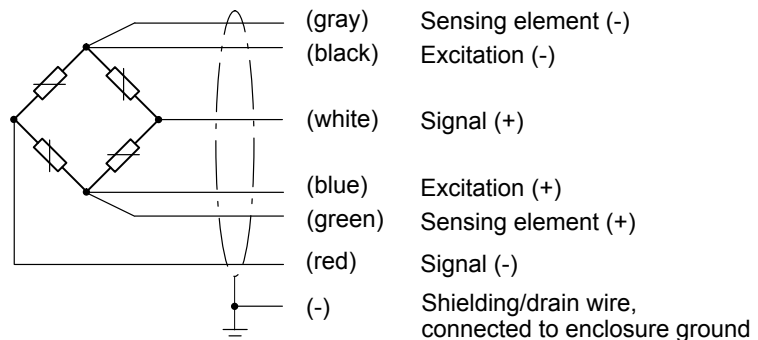 (gray) Sensing element (-)
(black) Excitation (-)
(white) Signal (+)
(blue) Excitation (+)
(green) Sensing element (+)
(red) Signal (-)
(-) Shielding/drain wire,
connected to enclosure ground